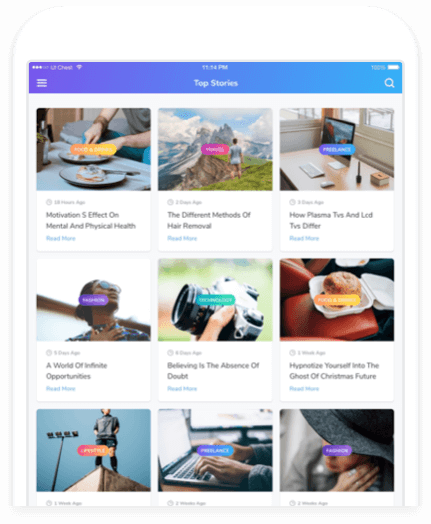 UI Chest
11:14 PM
100%
Top Stories
FOOD & DRINKS
TRAVEL
FREELANCE
18 Hours Ago
2 Days Ago
3 Days Ago
Motivation S Effect On
Mental And Physical Health
Read More
The Different Methods Of
Hair Removal
Read More
How Plasma Tvs And Lcd
Tvs Differ
Read More
FASHION
TECHNOLOGY
FOOD & DRINKS
5 Days Ago
6 Days Ago
1 Week Ago
A World Of Infinite
Opportunities
Read More
Believing Is The Absence Of
Doubt
Read More
Hypnotize Yourself Into The
Ghost Of Christmas Future
Read More
LIFESTYLE
FREELANCE
FASHION
1 Week Ago
2 Weeks Ago
2 Weeks Ago